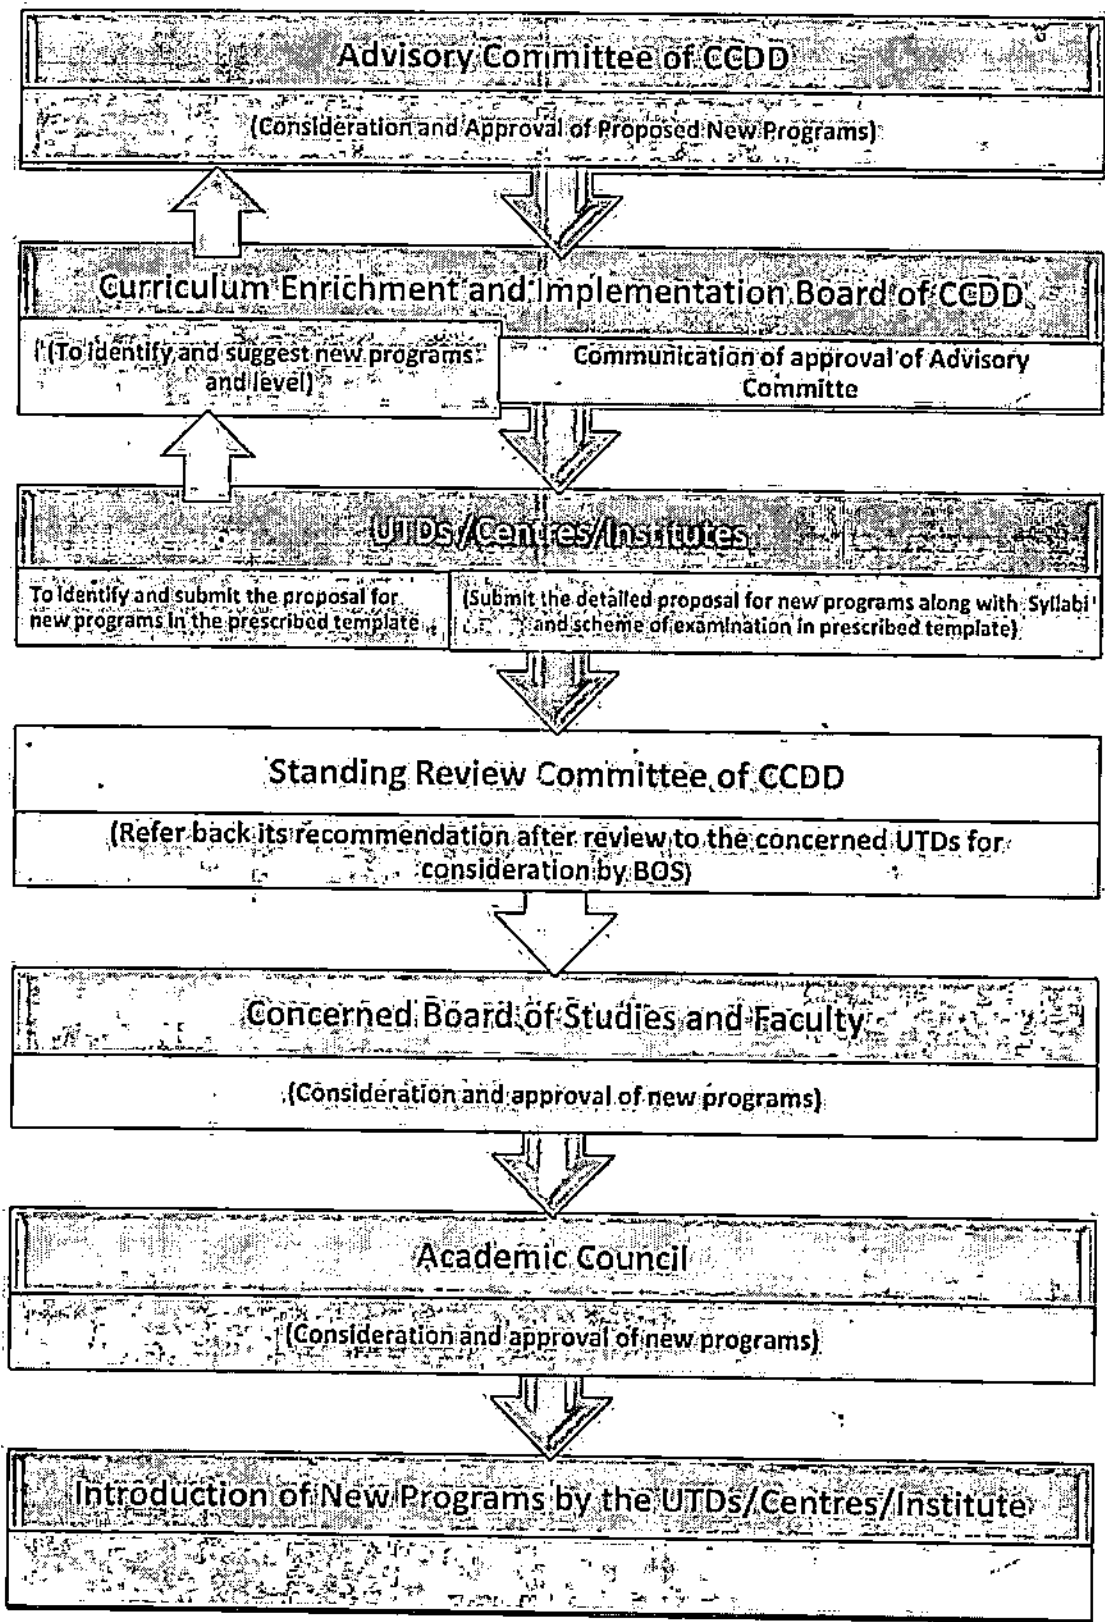 Advisory Committee of CCDD
(Consideration and Approval of Proposed New Programs)
Curriculum Enrichment and Implementation Board of CCDD
(To identify and suggest new programs
and level)
Communication of approval of Advisory
Committe
UTDs/Centres/Institutes
To identify and submit the proposal for
new programs in the prescribed template
(Submit the detailed proposal for new programs along with Syllabi
and scheme of examination in prescribed template)
Standing Review Committee of CCDD
(Refer back its recommendation after review to the concerned UTDs for
consideration by BOS)
Concerned Board of Studies and Faculty
(Consideration and approval of new programs)
Academic Council
(Consideration and approval of new programs)
Introduction of New Programs by the UTDs/Centres/Institute